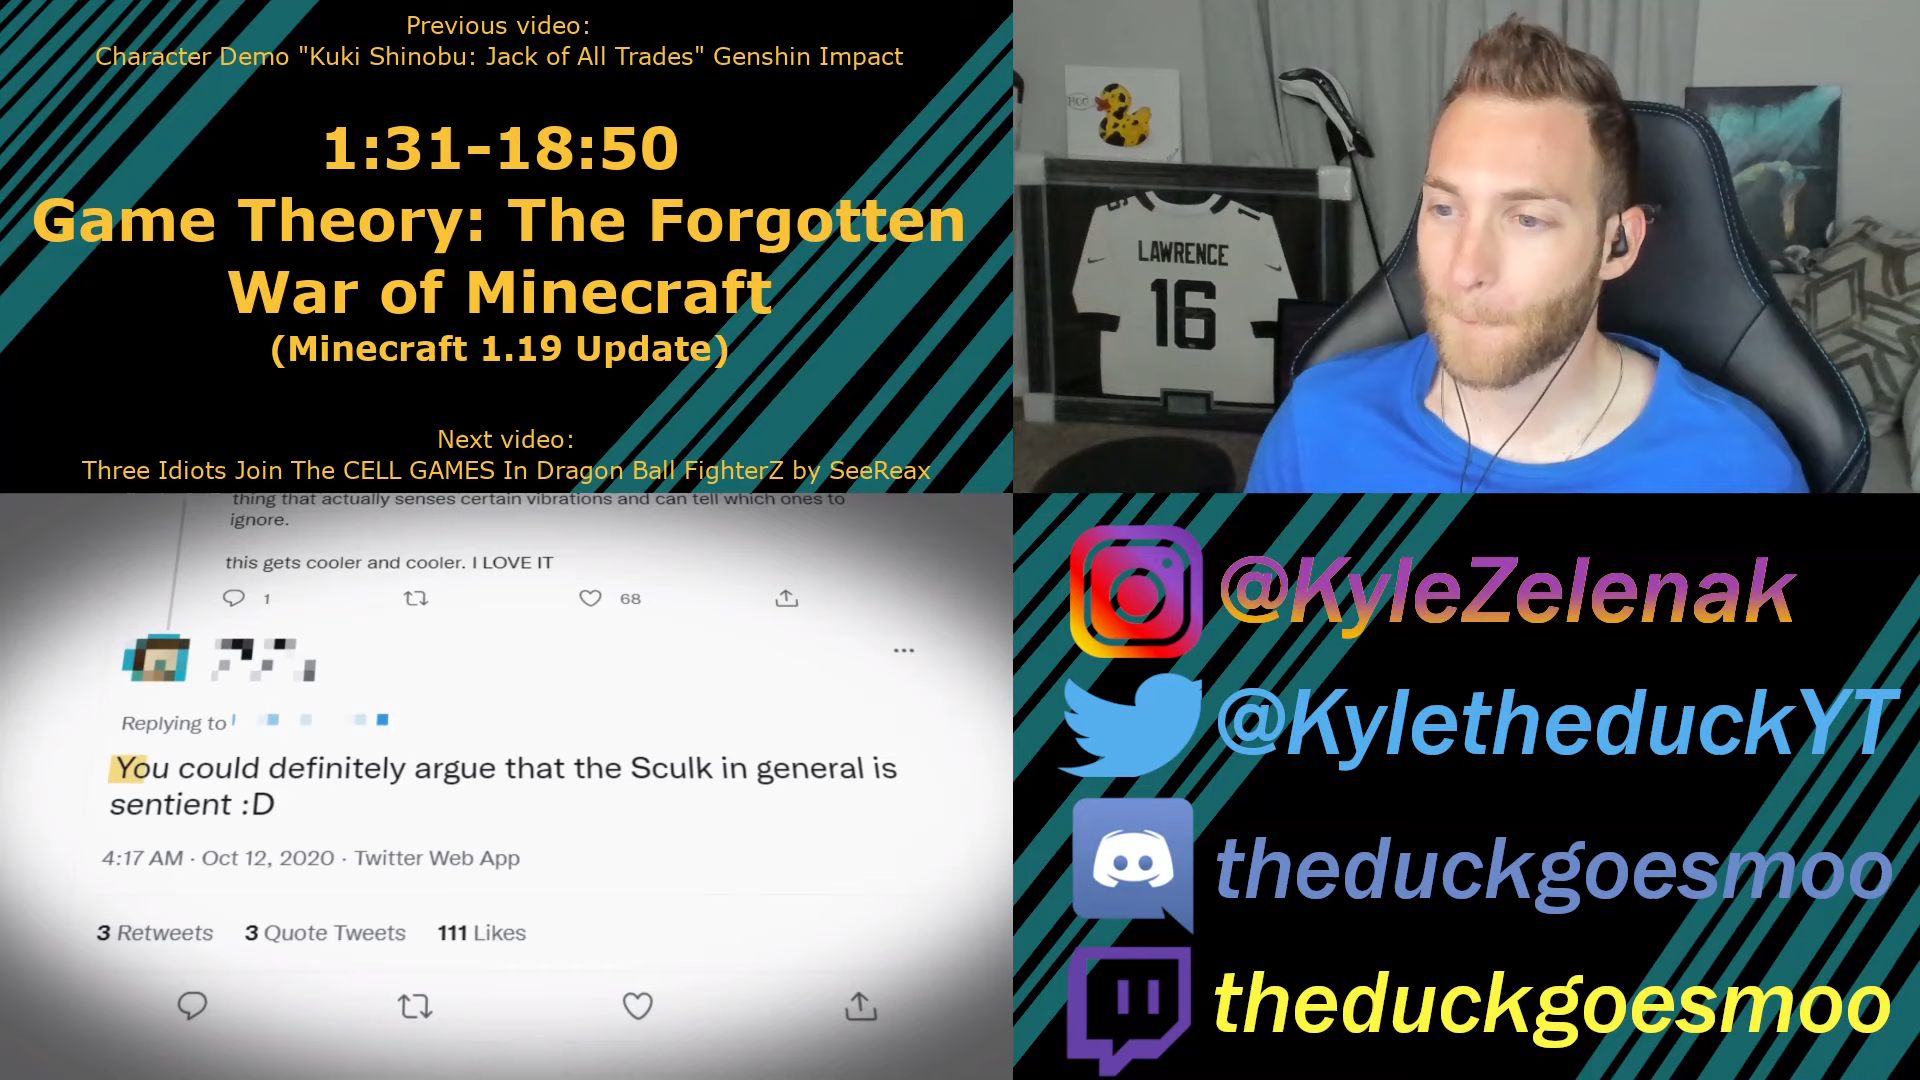 Previous video:
Character Demo "Kuki Shinobu: Jack of All Trades" Genshin Impact
1:31-18:50
Game Theory: The Forgotten
War of Minecraft
(Minecraft 1.19 Update)
Next video:
Three Idiots Join The CELL GAMES In Dragon Ball FighterZ by SeeReax
LAWRENCE
16
thing that actually senses certain vibrations and can tell which ones to
ignore.
this gets cooler and cooler. I LOVE IT
1
68
Replying to
You could definitely argue that the Sculk in general is
sentient :D
4:17 AM · Oct 12, 2020 · Twitter Web App
3 Retweets 3 Quote Tweets 111 Likes
@KyleZelenak
@KyletheduckYT
theduckgoesmoo
theduckgoesmoo